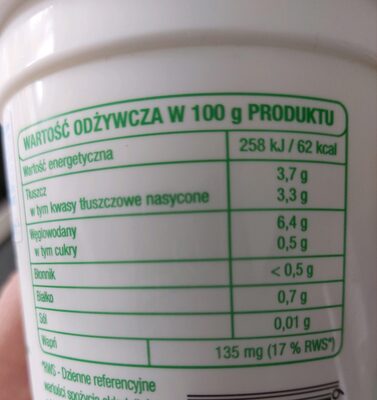 WARTOŚĆ ODŻYWCZA W 100 g PRODUKTU
Wartość energetyczna 258 kJ / 62 kcal
Tłuszcz 3,7 g
w tym kwasy tłuszczowe nasycone 3,3 g
Węglowodany 6,4 g
w tym cukry 0,5 g
Błonnik < 0,5 g
Białko 0,7 g
Sól 0,01 g
Wapń 135 mg (17 % RWS*)
*RWS - Dzienne referencyjne
wartości spożycia